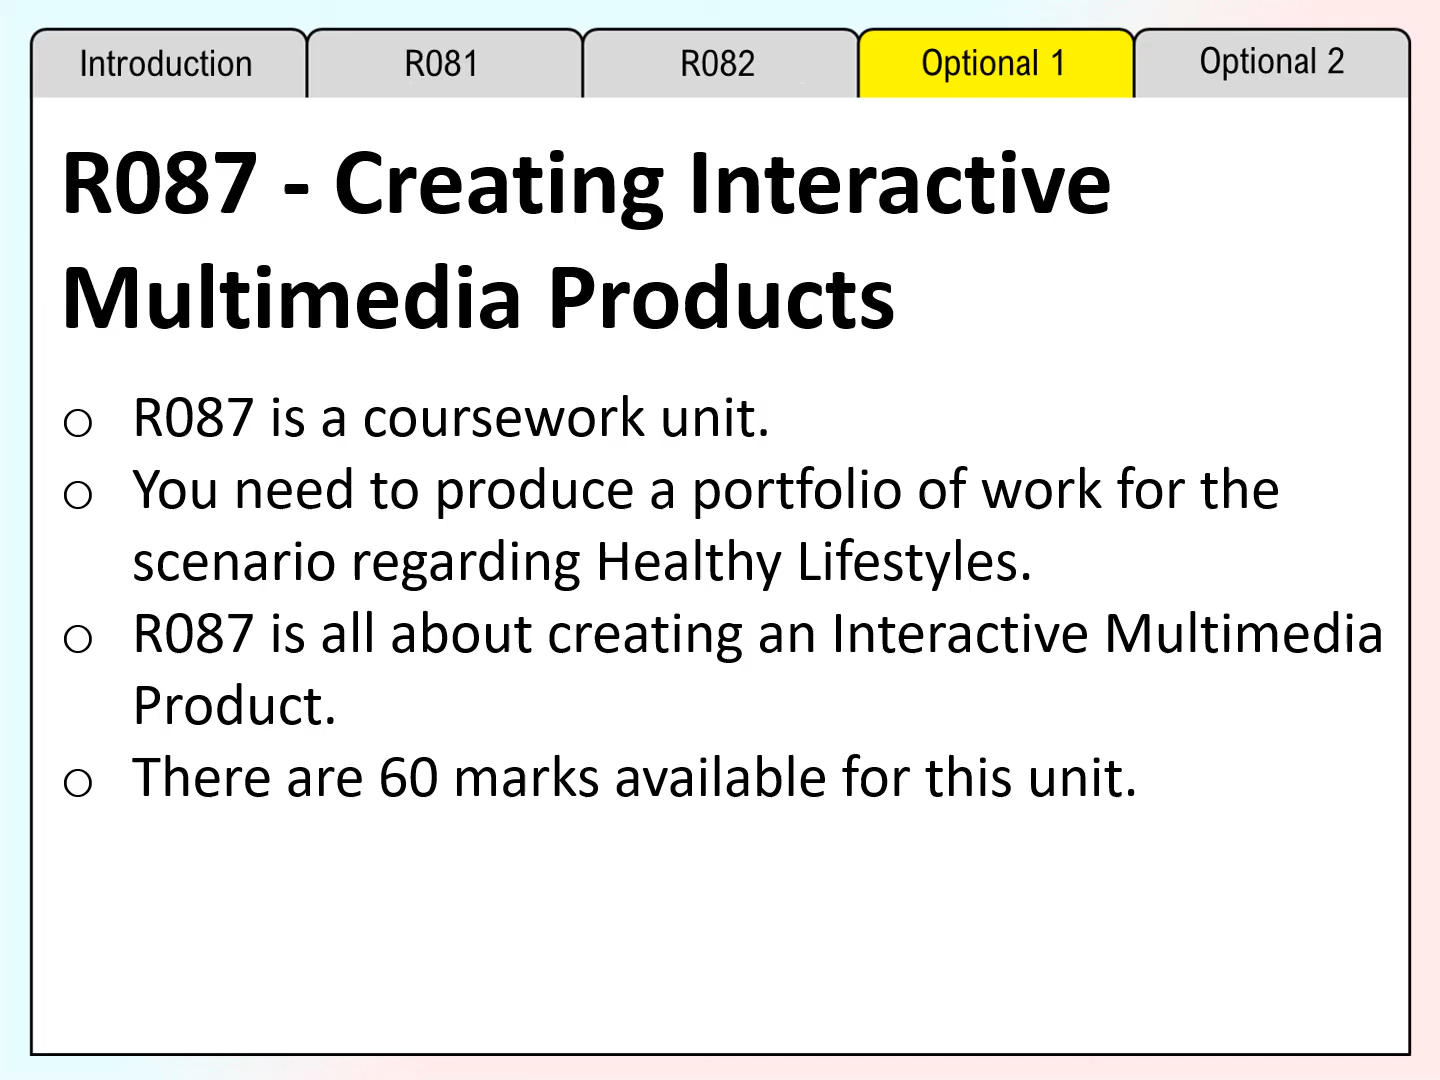 Introduction
R081
R082
Optional 1
Optional 2
R087 - Creating Interactive
Multimedia Products
○ R087 is a coursework unit.
○ You need to produce a portfolio of work for the
scenario regarding Healthy Lifestyles.
○ R087 is all about creating an Interactive Multimedia
Product.
○ There are 60 marks available for this unit.